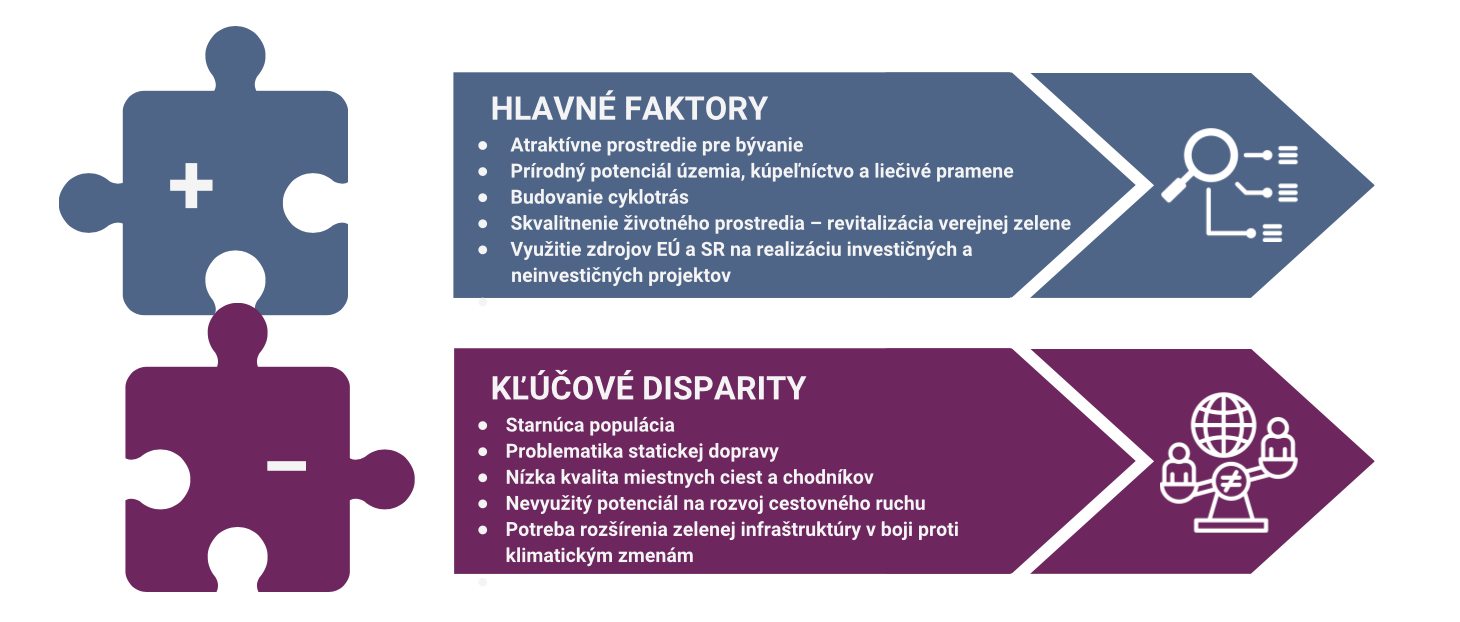 +
HLAVNÉ FAKTORY
• Atraktívne prostredie pre bývanie
• Prírodný potenciál územia, kúpeľníctvo a liečivé pramene
• Budovanie cyklotrás
• Skvalitnenie životného prostredia – revitalizácia verejnej zelene
• Využitie zdrojov EÚ a SR na realizáciu investičných a
neinvestičných projektov
−
KĽÚČOVÉ DISPARITY
• Starnúca populácia
• Problematika statickej dopravy
• Nízka kvalita miestnych ciest a chodníkov
• Nevyužitý potenciál na rozvoj cestovného ruchu
• Potreba rozšírenia zelenej infraštruktúry v boji proti
klimatickým zmenám
≠